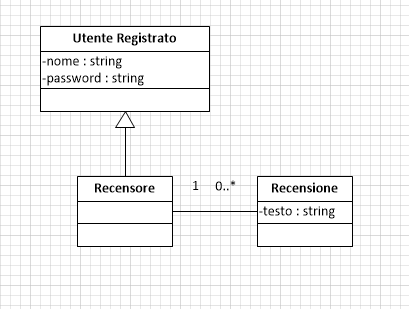 Utente Registrato
-nome : string
-password : string
Recensore
1
0..*
Recensione
-testo : string